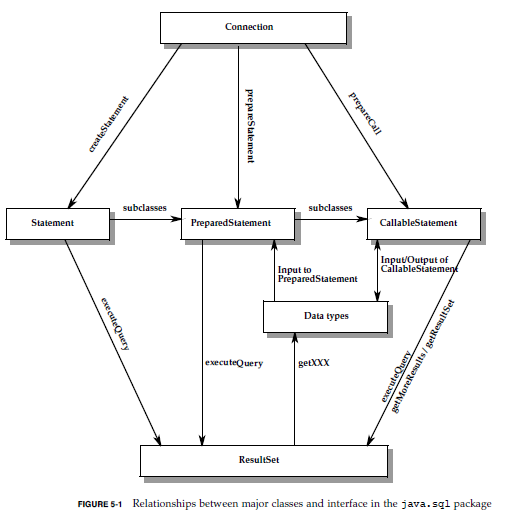 Connection
createStatement
prepareStatement
prepareCall
subclasses
subclasses
Statement
PreparedStatement
CallableStatement
Input to
PreparedStatement
Input/Output of
CallableStatement
Data types
executeQuery
executeQuery
getXXX
executeQuery
getMoreResults / getResultSet
ResultSet
FIGURE 5-1 Relationships between major classes and interface in the java.sql package